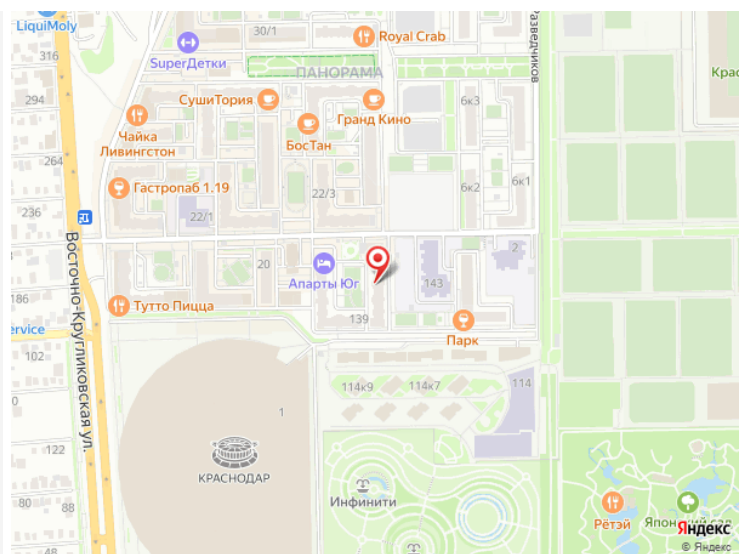 LiquiMoly
316
30/1
Royal Crab
SuperДетки
ПАНОРАМА
Разведчиков
Крас
294
СушиТория
6к3
Чайка
Ливингстон
Гранд Кино
БосТан
264
Гастропаб 1.19
22/3
6к2
6к1
236
22/1
2
20
Апарты Юг
143
186
Тутто Пицца
139
ervice
Парк
102
Восточно-Кругликовская ул.
114к9
114к7
114
1
122
КРАСНОДАР
Инфинити
80
88
Рётэй
Японский сад
Яндекс
© Яндекс